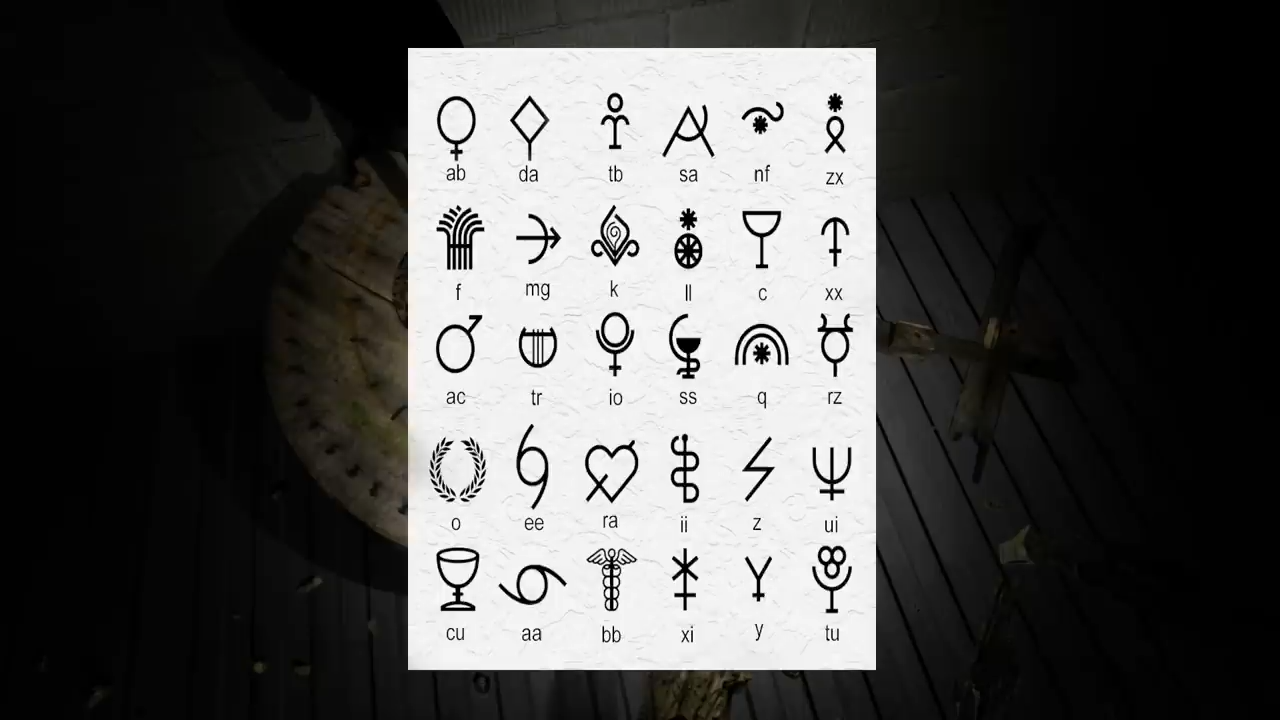 ab da tb sa nf zx
f mg k ll c xx
ac tr io ss q rz
o ee ra ii z ui
cu aa bb xi y tu